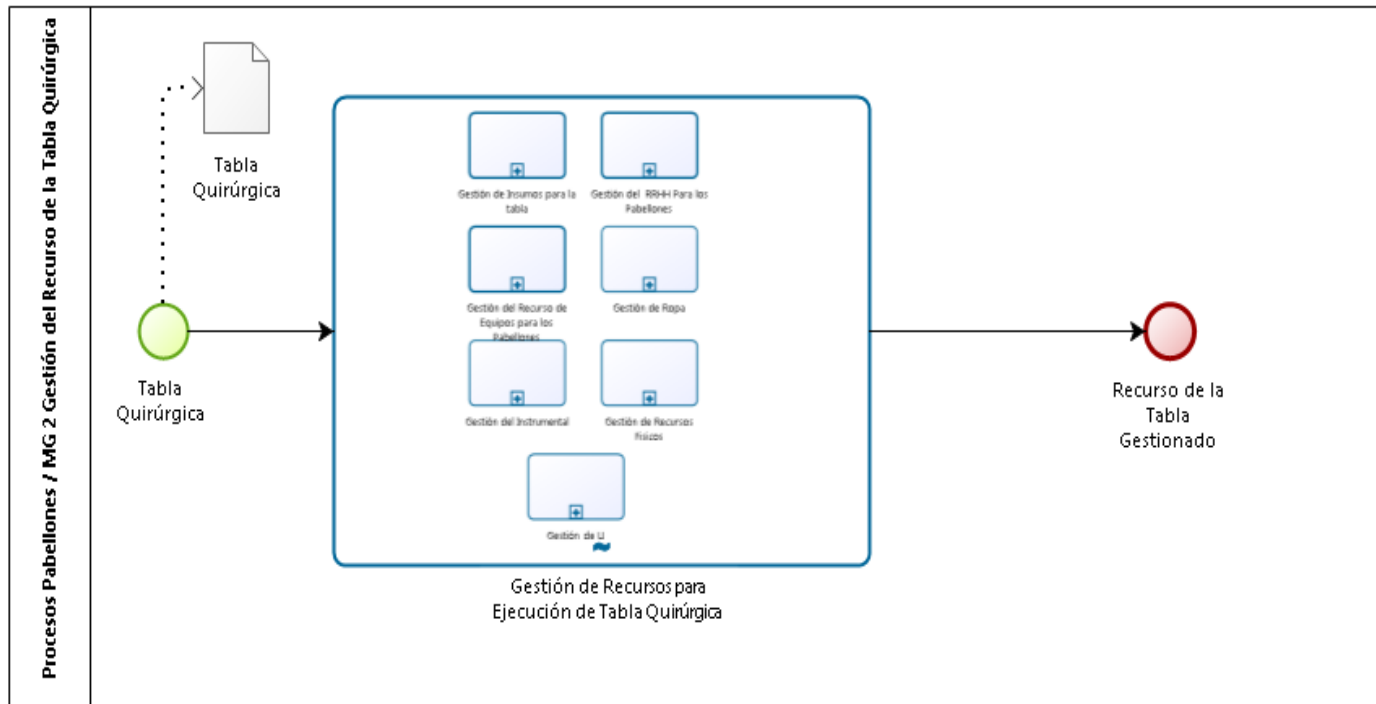 Procesos Pabellones / MG 2 Gestión del Recurso de la Tabla Quirúrgica
Tabla
Quirúrgica
Tabla
Quirúrgica
Gestión de Insumos para la
tabla
Gestión del RRHH Para los
Pabellones
Gestión del Recurso de
Equipos para los
Pabellones
Gestión de Ropa
Gestión del Instrumental
Gestión de Recursos
Físicos
Gestión de LI
Gestión de Recursos para
Ejecución de Tabla Quirúrgica
Recurso de la
Tabla
Gestionado